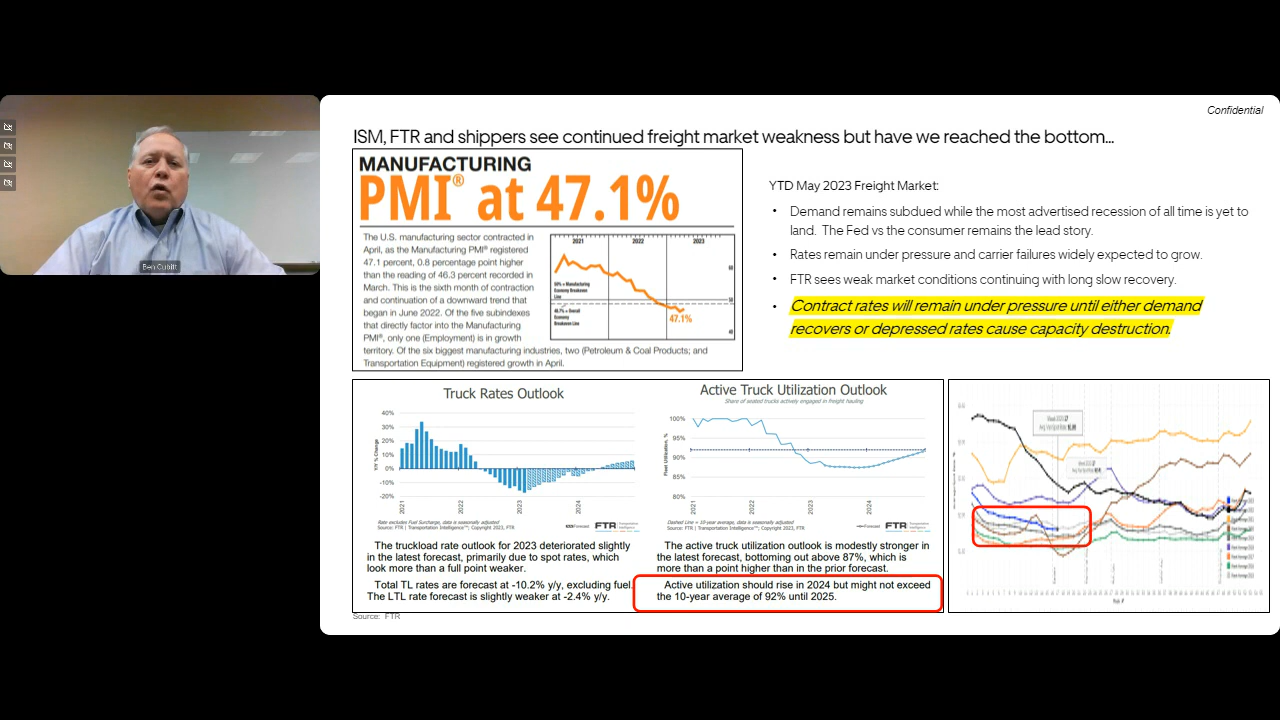 Confidential
ISM, FTR and shippers see continued freight market weakness but have we reached the bottom...
Ben Cubitt
MANUFACTURING
PMI® at 47.1%
The U.S. manufacturing sector contracted in
April, as the Manufacturing PMI® registered
47.1 percent, 0.8 percentage point higher
than the reading of 46.3 percent recorded in
March. This is the sixth month of contraction
and continuation of a downward trend that
began in June 2022. Of the five subindexes
that directly factor into the Manufacturing
PMI®, only one (Employment) is in growth
territory. Of the six biggest manufacturing industries, two (Petroleum & Coal Products; and
Transportation Equipment) registered growth in April.
2021 2022 2023
50% = Manufacturing
Economy Breakeven
Line
48.7% = Overall
Economy
Breakeven Line
47.1%
YTD May 2023 Freight Market:
• Demand remains subdued while the most advertised recession of all time is yet to
land. The Fed vs the consumer remains the lead story.
• Rates remain under pressure and carrier failures widely expected to grow.
• FTR sees weak market conditions continuing with long slow recovery.
• Contract rates will remain under pressure until either demand
recovers or depressed rates cause capacity destruction.
Truck Rates Outlook
40%
30%
20%
10%
0%
-10%
-20%
Y/Y % Change
2021 2022 2023 2024
Rate excludes Fuel Surcharge, data is seasonally adjusted
Source: FTR | Transportation Intelligence™; Copyright 2023, FTR
Forecast
FTR Transportation Intelligence
The truckload rate outlook for 2023 deteriorated slightly
in the latest forecast, primarily due to spot rates, which
look more than a full point weaker.
Total TL rates are forecast at -10.2% y/y, excluding fuel.
The LTL rate forecast is slightly weaker at -2.4% y/y.
Active Truck Utilization Outlook
Share of seated trucks actively engaged in freight hauling
100%
95%
90%
85%
80%
Fleet Utilization, %
2021 2022 2023 2024
Dashed Line = 10-year average, data is seasonally adjusted
Source: FTR | Transportation Intelligence™; Copyright 2023, FTR
Forecast
FTR Transportation Intelligence
The active truck utilization outlook is modestly stronger in
the latest forecast, bottoming out above 87%, which is
more than a point higher than in the prior forecast.
Active utilization should rise in 2024 but might not exceed
the 10-year average of 92% until 2025.
Source: FTR